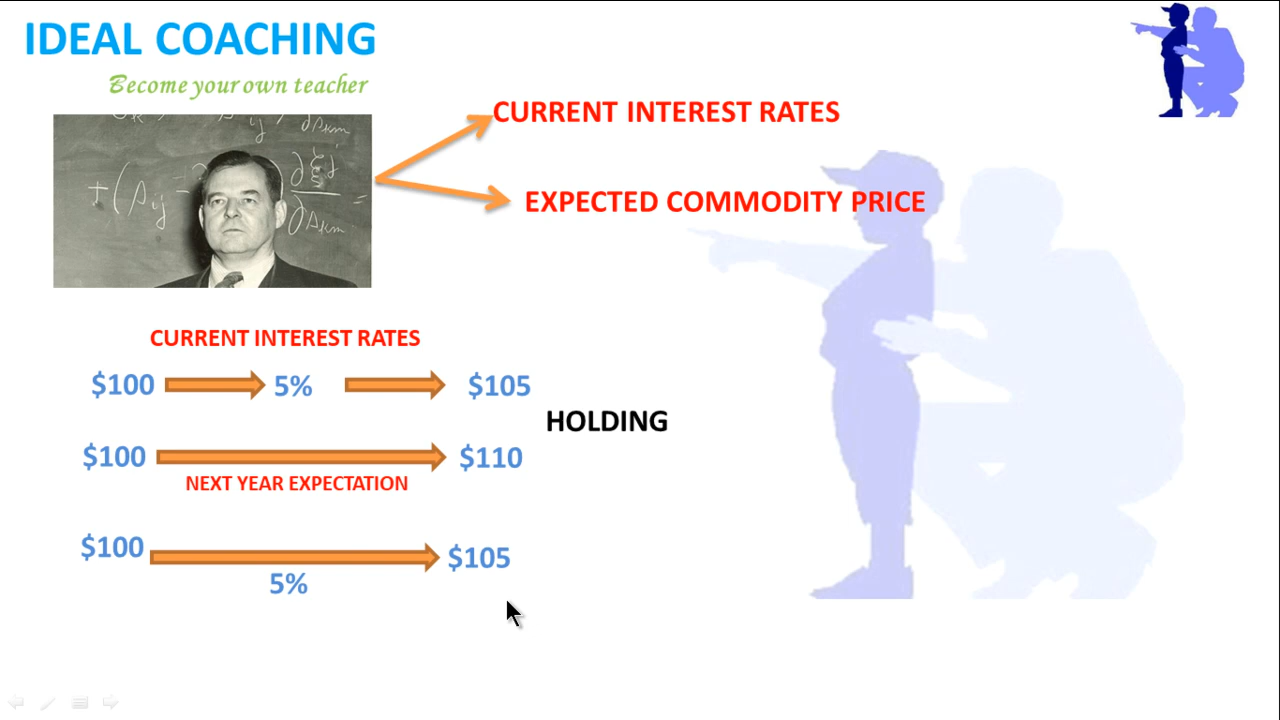 IDEAL COACHING
Become your own teacher
CURRENT INTEREST RATES
EXPECTED COMMODITY PRICE
CURRENT INTEREST RATES
$100 5% $105
HOLDING
$100 $110
NEXT YEAR EXPECTATION
$100 $105
5%